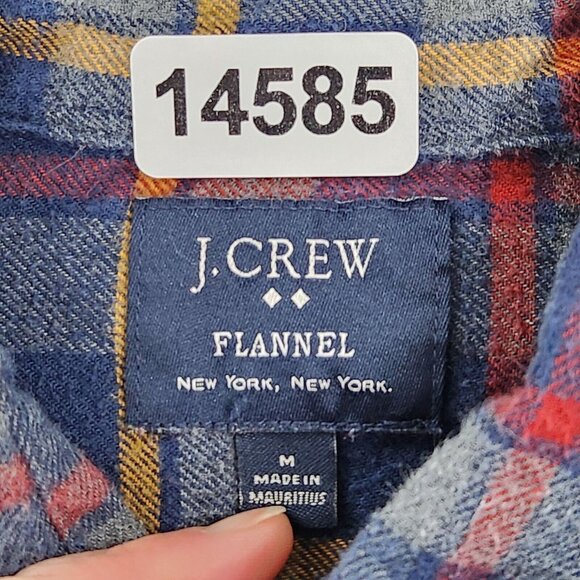 14585
J.CREW
FLANNEL
NEW YORK, NEW YORK.
M
MADE IN
MAURITIUS